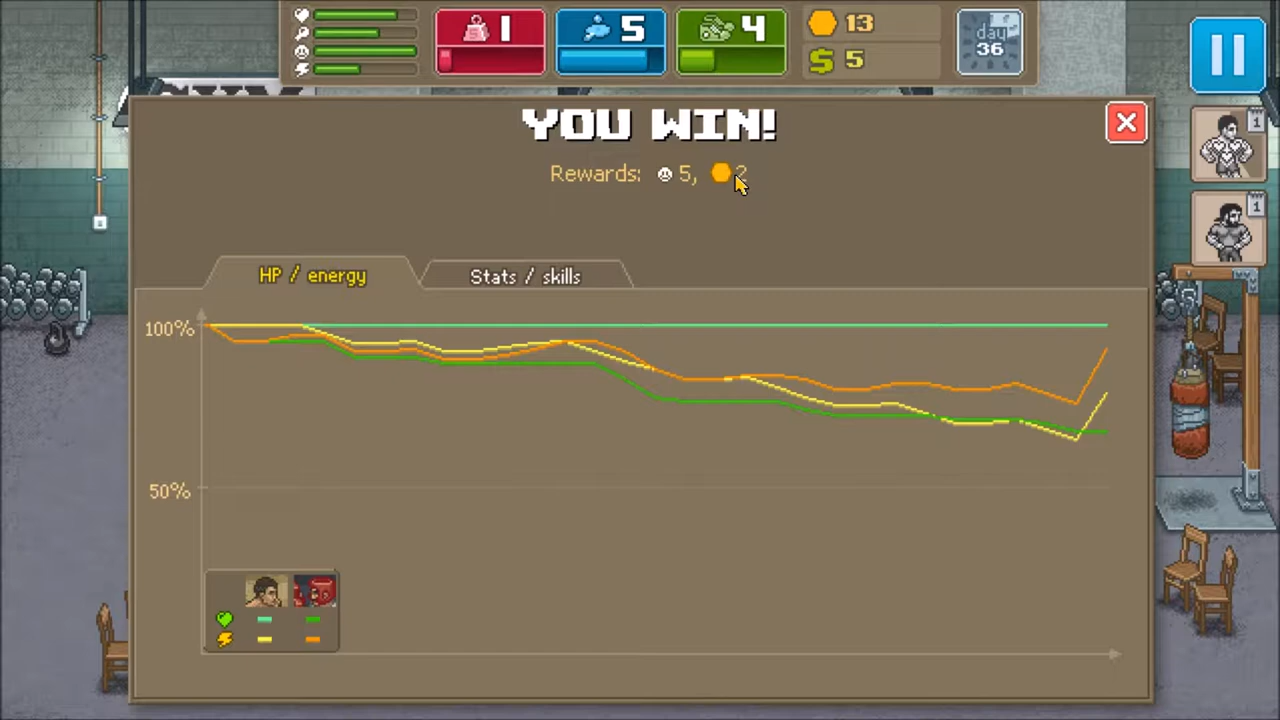 1 5 4 13
$ 5
day
36
YOU WIN!
1
Rewards: 5, 2
1
HP / energy Stats / skills
100%
50%